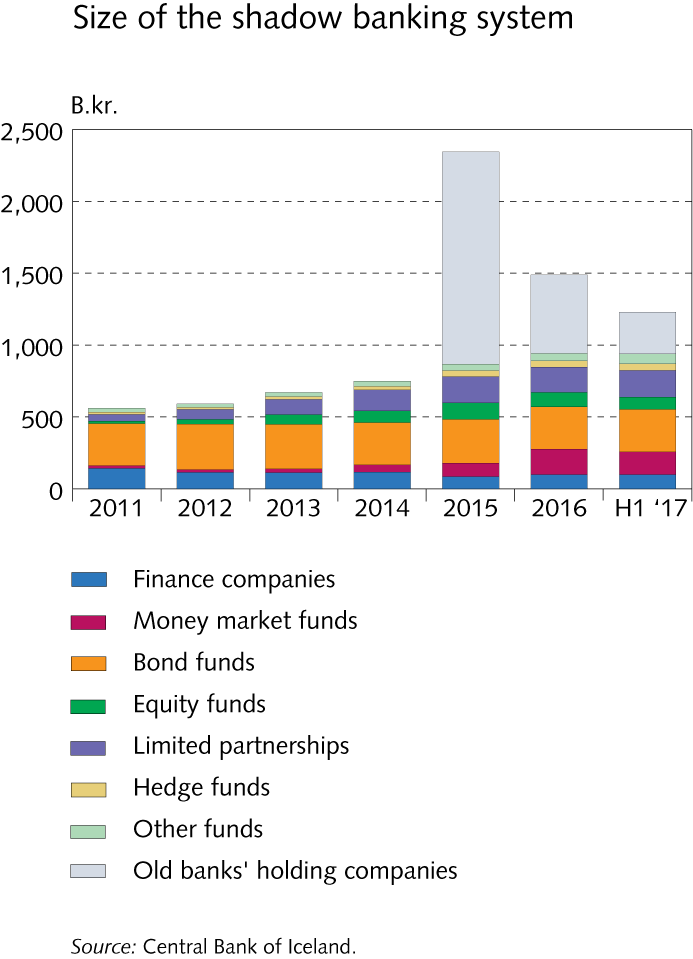 Size of the shadow banking system
B.kr.
2,500
2,000
1,500
1,000
500
0
2011 2012 2013 2014 2015 2016 H1 ‘17
Finance companies
Money market funds
Bond funds
Equity funds
Limited partnerships
Hedge funds
Other funds
Old banks' holding companies
Source: Central Bank of Iceland.